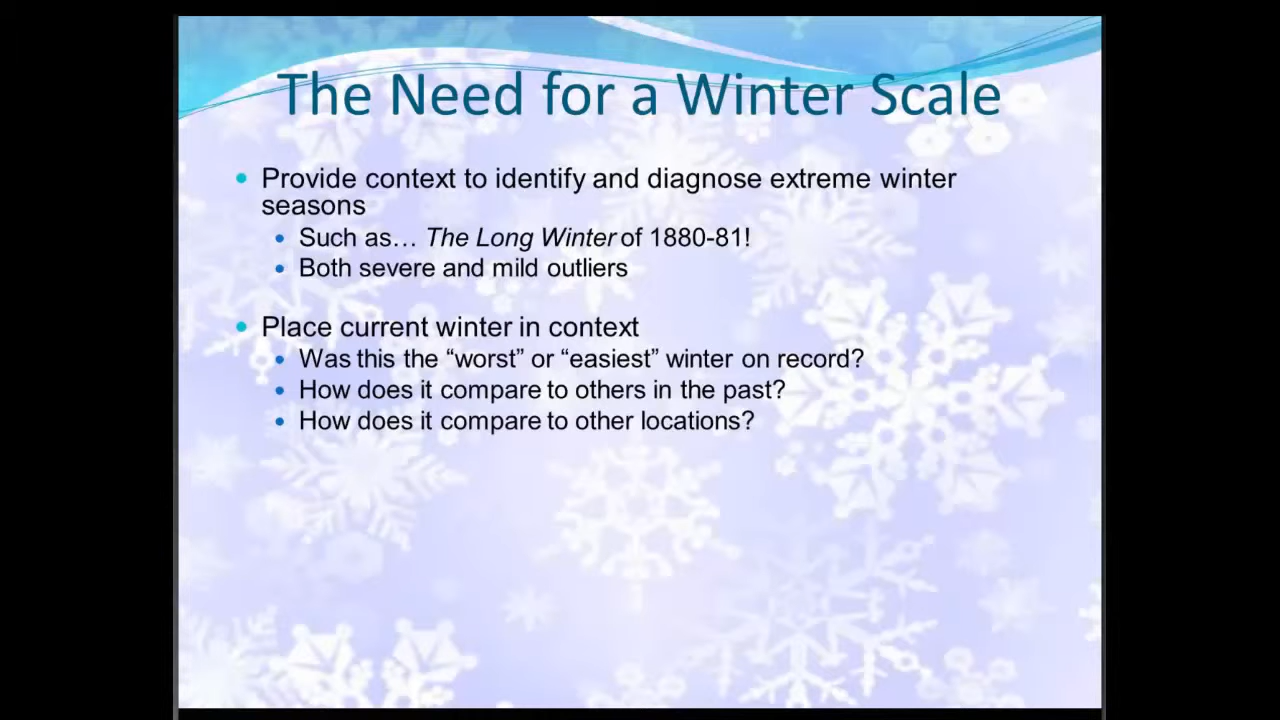 The Need for a Winter Scale
Provide context to identify and diagnose extreme winter
seasons
Such as… The Long Winter of 1880-81!
Both severe and mild outliers
Place current winter in context
Was this the “worst” or “easiest” winter on record?
How does it compare to others in the past?
How does it compare to other locations?